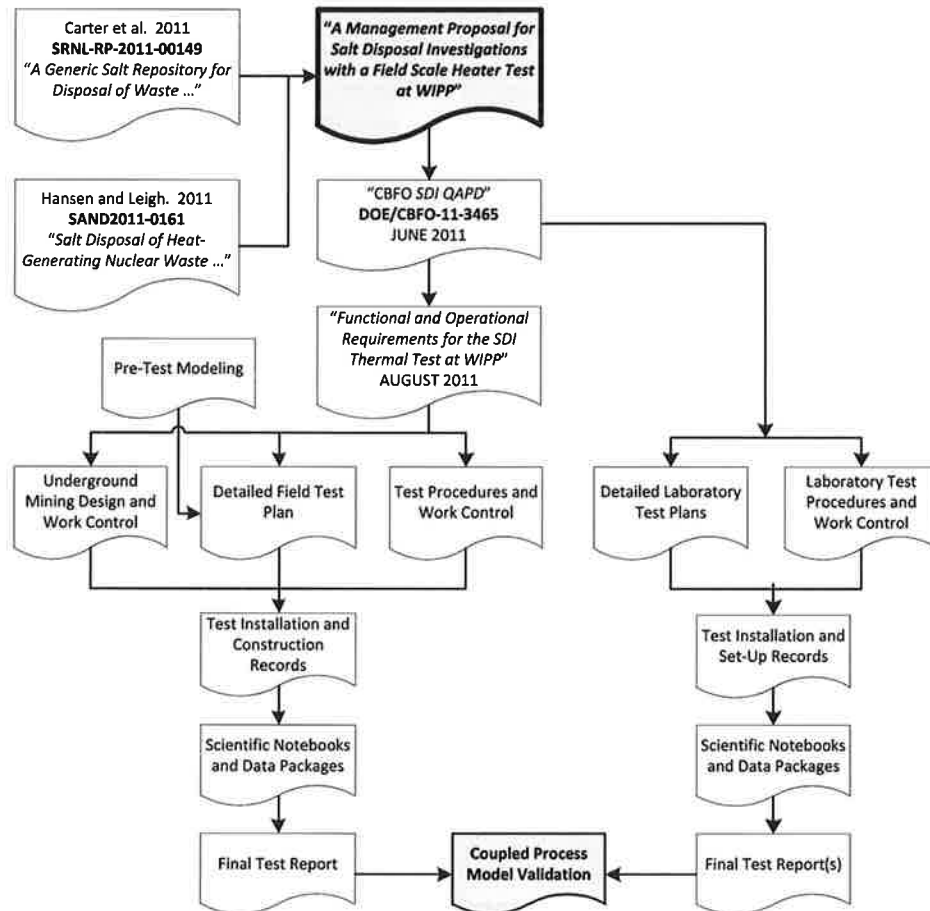 Carter et al.  2011
SRNL-RP-2011-00149
“A Generic Salt Repository for
Disposal of Waste ...”
“A Management Proposal for
Salt Disposal Investigations
with a Field Scale Heater Test
at WIPP”
Hansen and Leigh.  2011
SAND2011-0161
“Salt Disposal of Heat-
Generating Nuclear Waste ...”
“CBFO SDI QAPD”
DOE/CBFO-11-3465
JUNE 2011
“Functional and Operational
Requirements for the SDI
Thermal Test at WIPP”
AUGUST 2011
Pre-Test Modeling
Underground
Mining Design and
Work Control
Detailed Field Test
Plan
Test Procedures and
Work Control
Detailed Laboratory
Test Plans
Laboratory Test
Procedures and
Work Control
Test Installation and
Construction
Records
Test Installation and
Set-Up Records
Scientific Notebooks
and Data Packages
Scientific Notebooks
and Data Packages
Final Test Report
Coupled Process
Model Validation
Final Test Report(s)